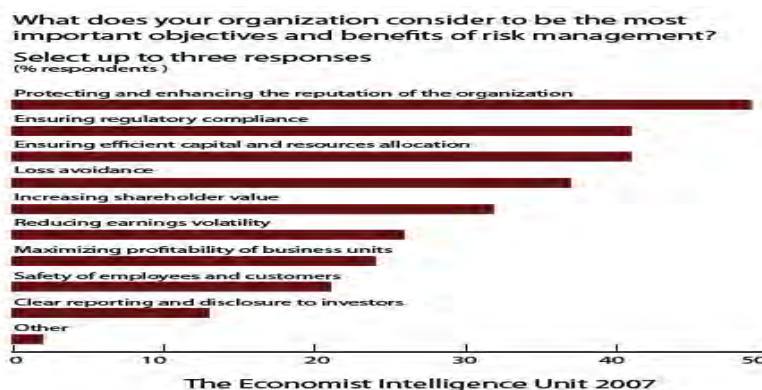 What does your organization consider to be the most
important objectives and benefits of risk management?
Select up to three responses
(% respondents )
Protecting and enhancing the reputation of the organization
Ensuring regulatory compliance
Ensuring efficient capital and resources allocation
Loss avoidance
Increasing shareholder value
Reducing earnings volatility
Maximizing profitability of business units
Safety of employees and customers
Clear reporting and disclosure to investors
Other
0 10 20 30 40 50
The Economist Intelligence Unit 2007